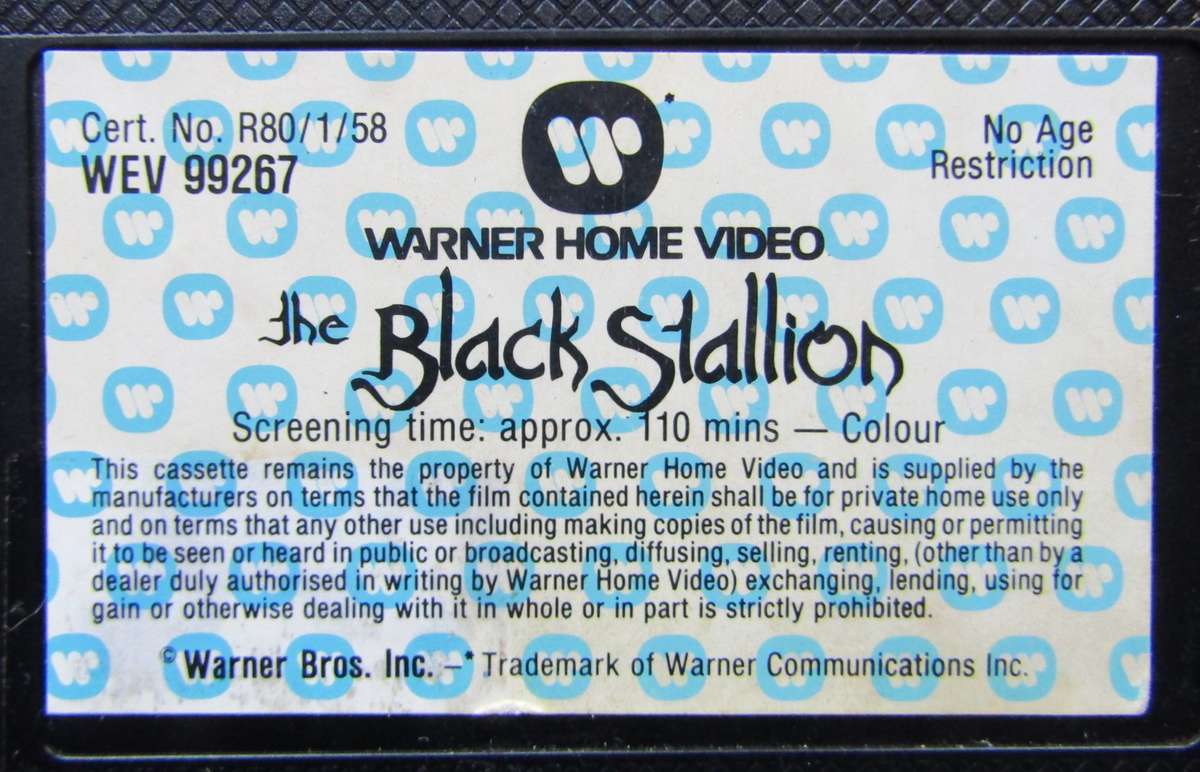 Cert. No. R80/1/58
WEV 99267
No Age
Restriction
WARNER HOME VIDEO
the Black Stallion
Screening time: approx. 110 mins — Colour
This cassette remains the property of Warner Home Video and is supplied by the
manufacturers on terms that the film contained herein shall be for private home use only
and on terms that any other use including making copies of the film, causing or permitting
it to be seen or heard in public or broadcasting, diffusing, selling, renting, (other than by a
dealer duly authorised in writing by Warner Home Video) exchanging, lending, using for
gain or otherwise dealing with it in whole or in part is strictly prohibited.
© Warner Bros. Inc. –* Trademark of Warner Communications Inc.